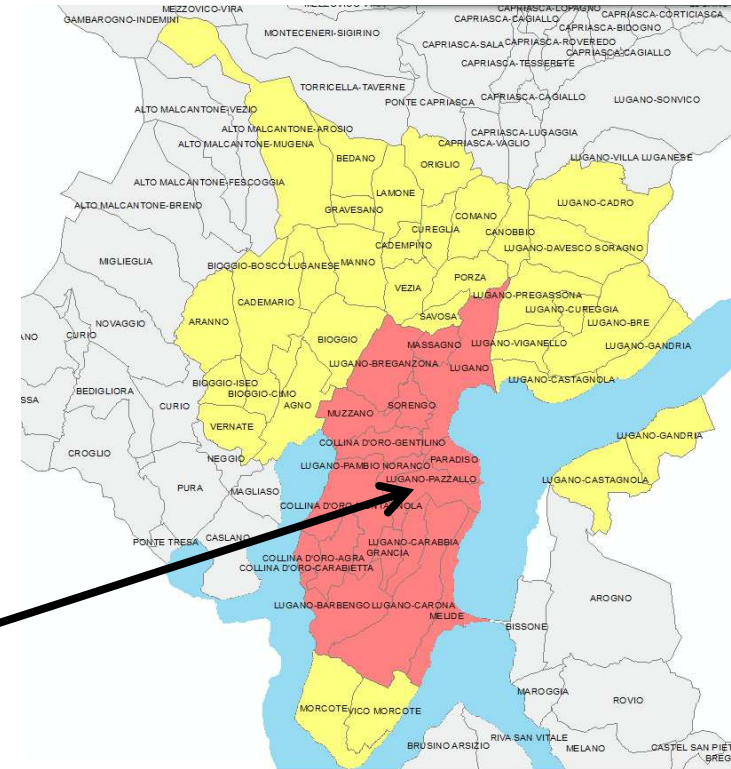 MEZZOVICO-VIRA
CAPRIASCA-LOPAGNO
GAMBAROGNO-INDEMINI
CAPRIASCA-CAGIALLO
CAPRIASCA-CORTICIASCA
MONTECENERI-SIGIRINO
CAPRIASCA-BIDOGNO
CAPRIASCA-SALA
CAPRIASCA-ROVEREDO
CAPRIASCA-CAGIALLO
CAPRIASCA-TESSERETE
TORRICELLA-TAVERNE
PONTE CAPRIASCA
CAPRIASCA-CAGIALLO
LUGANO-SONVICO
ALTO MALCANTONE-VEZIO
ALTO MALCANTONE-AROSIO
CAPRIASCA-LUGAGGIA
ALTO MALCANTONE-MUGENA
CAPRIASCA-VAGLIO
BEDANO
ORIGLIO
LUGANO-VILLA LUGANESE
ALTO MALCANTONE-FESCOGGIA
LAMONE
ALTO MALCANTONE-BRENO
GRAVESANO
COMANO
LUGANO-CADRO
CUREGLIA
CANOBBIO
CADEMPINO
LUGANO-DAVESCO SORAGNO
MIGLIEGLIA
BIOGGIO-BOSCO LUGANESE
MANNO
VEZIA
PORZA
CADEMARIO
LUGANO-PREGASSONA
LUGANO-CUREGGIA
NOVAGGIO
ARANNO
SAVOSA
LUGANO-BRE
ANO
CURIO
BIOGGIO
MASSAGNO
LUGANO-VIGANELLO
LUGANO-GANDRIA
LUGANO-BREGANZONA
LUGANO
BIOGGIO-ISEO
LUGANO-CASTAGNOLA
BEDIGLIORA
BIOGGIO-CIMO
SSA
CURIO
AGNO
MUZZANO
SORENGO
VERNATE
COLLINA D'ORO-GENTILINO
LUGANO-GANDRIA
CROGLIO
NEGGIO
LUGANO-PAMBIO NORANCO
PARADISO
LUGANO-PAZZALLO
LUGANO-CASTAGNOLA
PURA
MAGLIASO
PONTE TRESA
CASLANO
LUGANO-CARABBIA
COLLINA D'ORO-AGRA
GRANCIA
COLLINA D'ORO-CARABIETTA
LUGANO-BARBENGO
LUGANO-CARONA
AROGNO
MELIDE
BISSONE
MORCOTE
VICO MORCOTE
MAROGGIA
ROVIO
BRUSINO ARSIZIO
RIVA SAN VITALE
MELANO
CASTEL SAN PIET
BREG